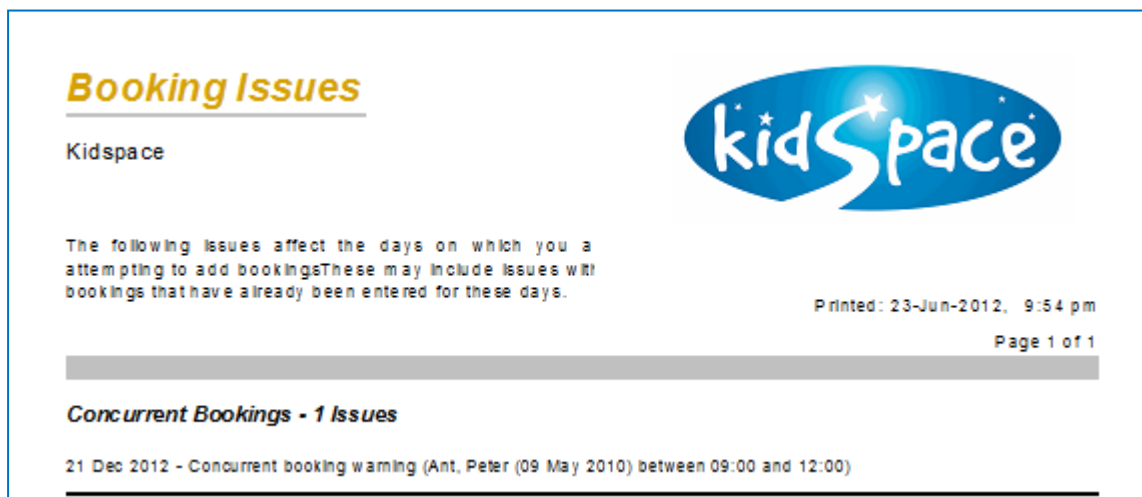 Booking Issues
kidspace
Kidspace
The following issues affect the days on which you a
attempting to add bookingsThese may include issues with
bookings that have already been entered for these days.
Printed: 23-Jun-2012, 9:54 pm
Page 1 of 1
Concurrent Bookings - 1 Issues
21 Dec 2012 - Concurrent booking warning (Ant, Peter (09 May 2010) between 09:00 and 12:00)